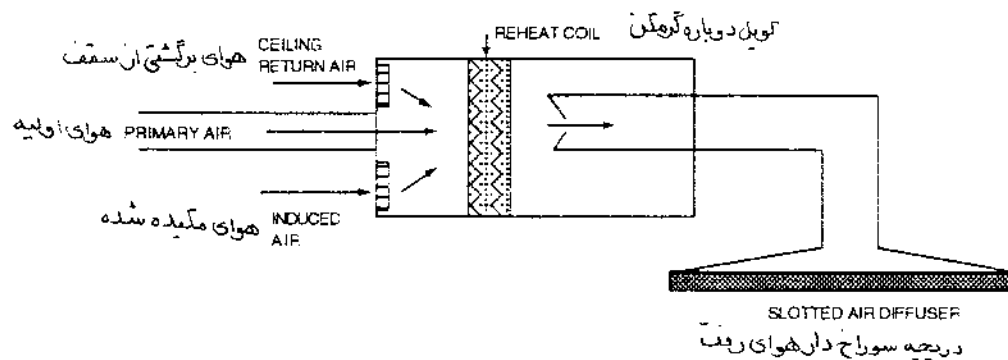 کویل دوباره گرمکن
REHEAT COIL
هوای برگشتی از سقف
CEILING
RETURN AIR
هوای اولیه
PRIMARY AIR
هوای مکیده شده
INDUCED
AIR
SLOTTED AIR DIFFUSER
دریچه سوراخ دار هوای رفت